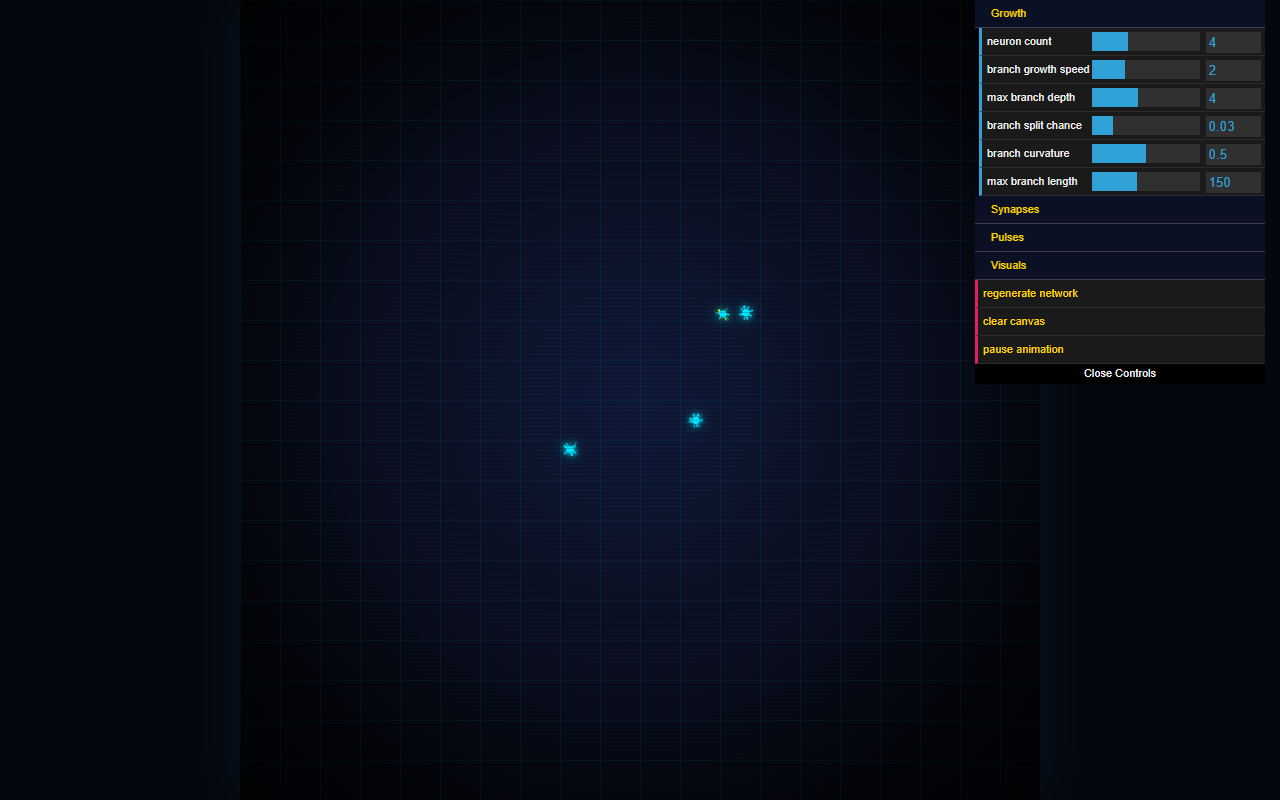 Growth
neuron count 4
branch growth speed 2
max branch depth 4
branch split chance 0.03
branch curvature 0.5
max branch length 150
Synapses
Pulses
Visuals
regenerate network
clear canvas
pause animation
Close Controls